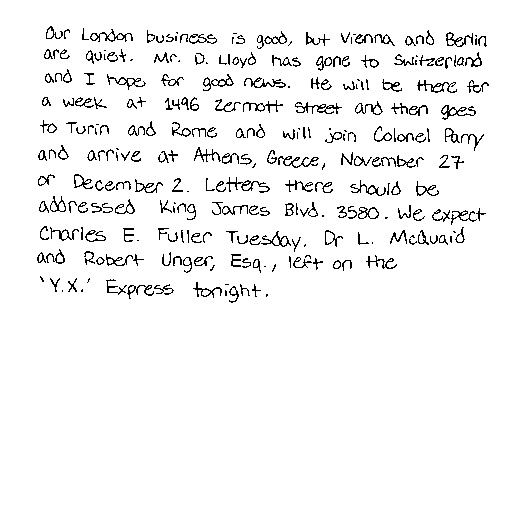 Our London business is good, but Vienna and Berlin
are quiet. Mr. D. Lloyd has gone to Switzerland
and I hope for good news. He will be there for
a week at 1496 Zermott Street and then goes
to Turin and Rome and will join Colonel Parry
and arrive at Athens, Greece, November 27
or December 2. Letters there should be
addressed King James Blvd. 3580. We expect
Charles E. Fuller Tuesday. Dr L. McQuaid
and Robert Unger, Esq., left on the
'Y.X.' Express tonight.